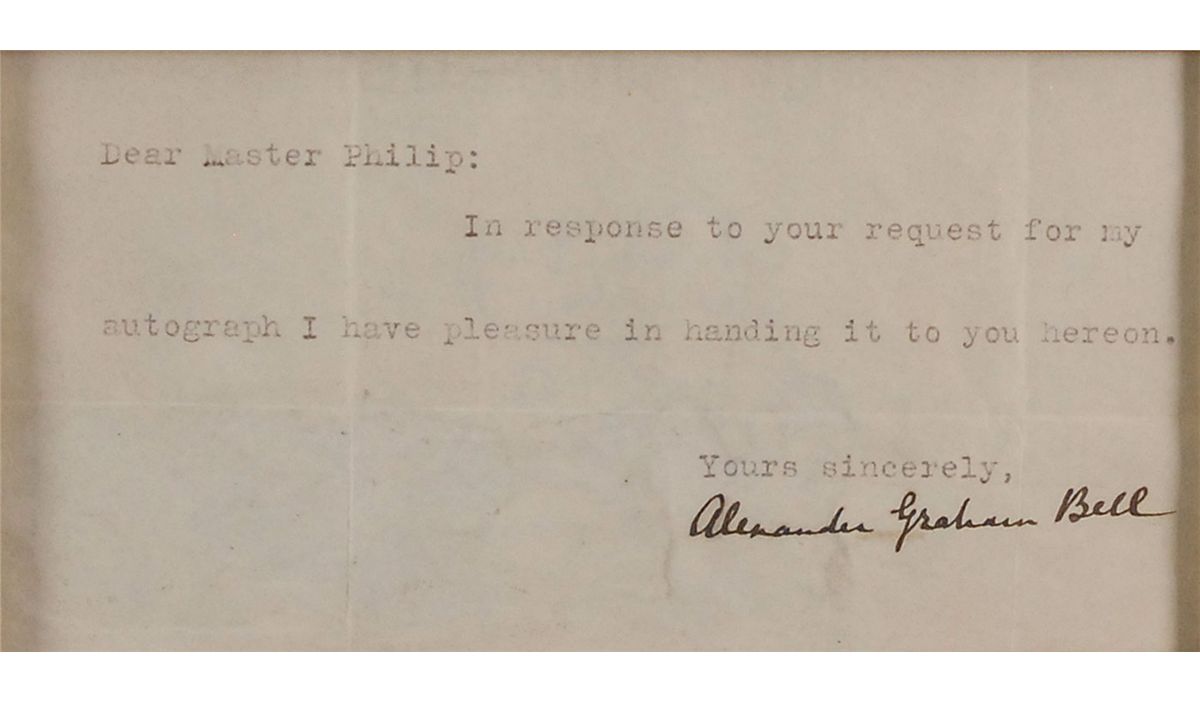 Dear Master Philip:
In response to your request for my
autograph I have pleasure in handing it to you hereon.
Yours sincerely,
Alexander Graham Bell